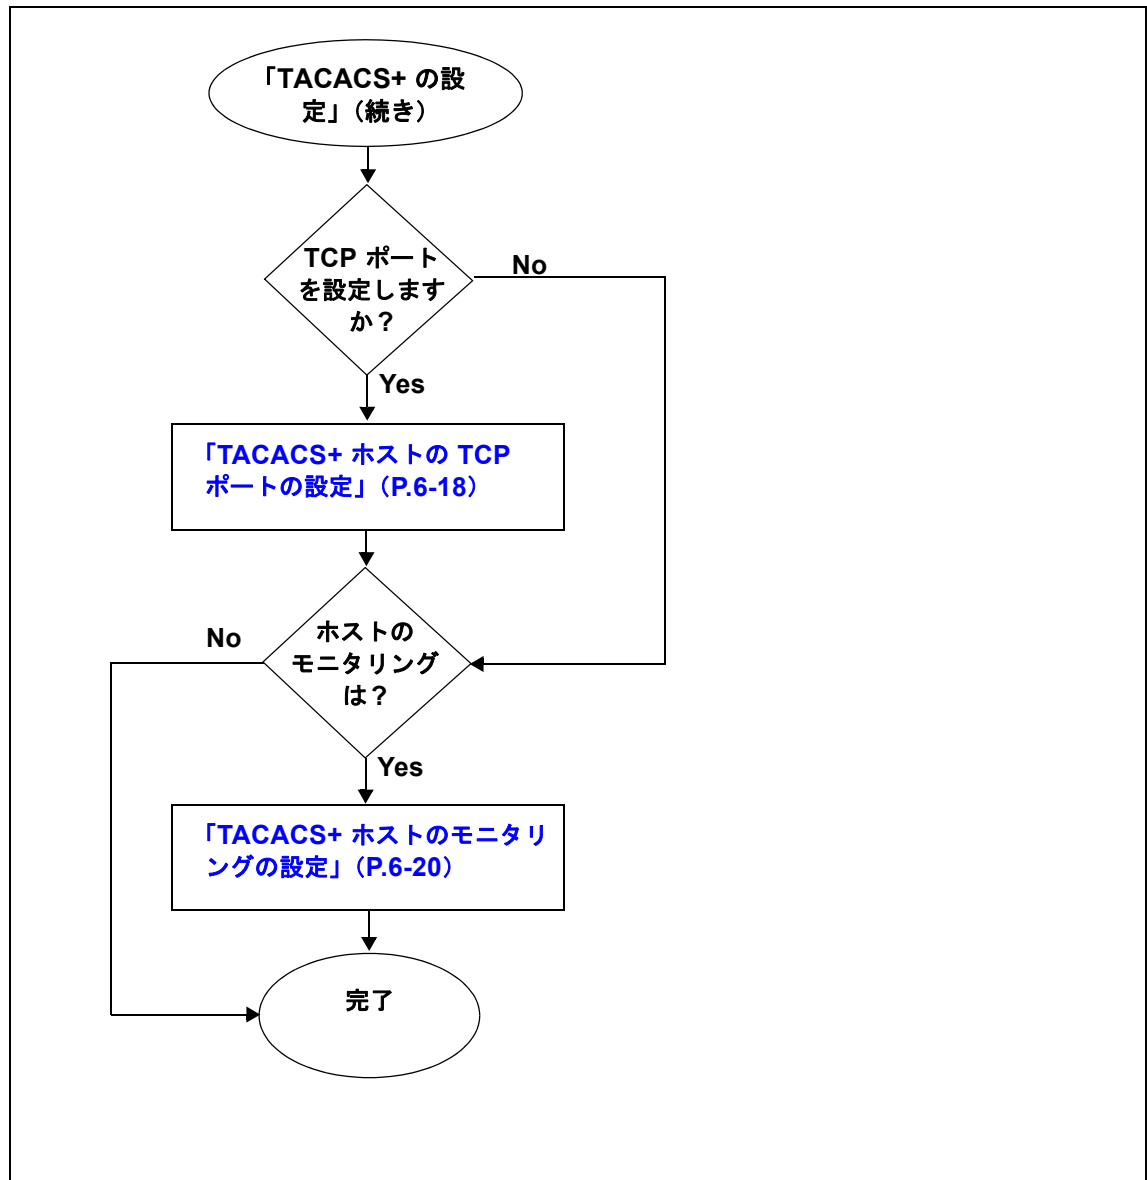 「TACACS+ の設
定」（続き）
TCP ポート
を設定します
か？
No
Yes
「TACACS+ ホストの TCP
ポートの設定」（P.6-18）
No
ホストの
モニタリング
は？
Yes
「TACACS+ ホストのモニタリ
ングの設定」（P.6-20）
完了